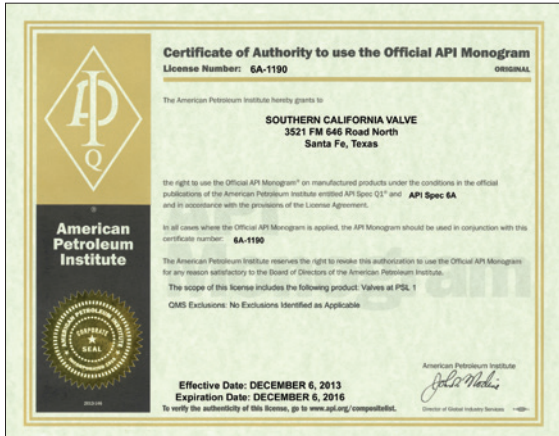 Certificate of Authority to use the Official API Monogram
License Number: 6A-1190
ORIGINAL
The American Petroleum Institute hereby grants to
SOUTHERN CALIFORNIA VALVE
3521 FM 646 Road North
Santa Fe, Texas
the right to use the Official API Monogram® on manufactured products under the conditions in the official
publications of the American Petroleum Institute entitled API Spec Q1® and API Spec 6A
and in accordance with the provisions of the License Agreement.
In all cases where the Official API Monogram is applied, the API Monogram should be used in conjunction with this
certificate number: 6A-1190
The American Petroleum Institute reserves the right to revoke this authorization to use the Official API Monogram
for any reason satisfactory to the Board of Directors of the American Petroleum Institute.
The scope of this license includes the following product: Valves at PSL 1
QMS Exclusions: No Exclusions Identified as Applicable
Effective Date: DECEMBER 6, 2013
Expiration Date: DECEMBER 6, 2016
To verify the authenticity of this license, go to www.api.org/compositelist.
American Petroleum Institute
Director of Global Industry Services
API
Q
®
American
Petroleum
Institute
AMERICAN PETROLEUM INSTITUTE
CORPORATE
SEAL